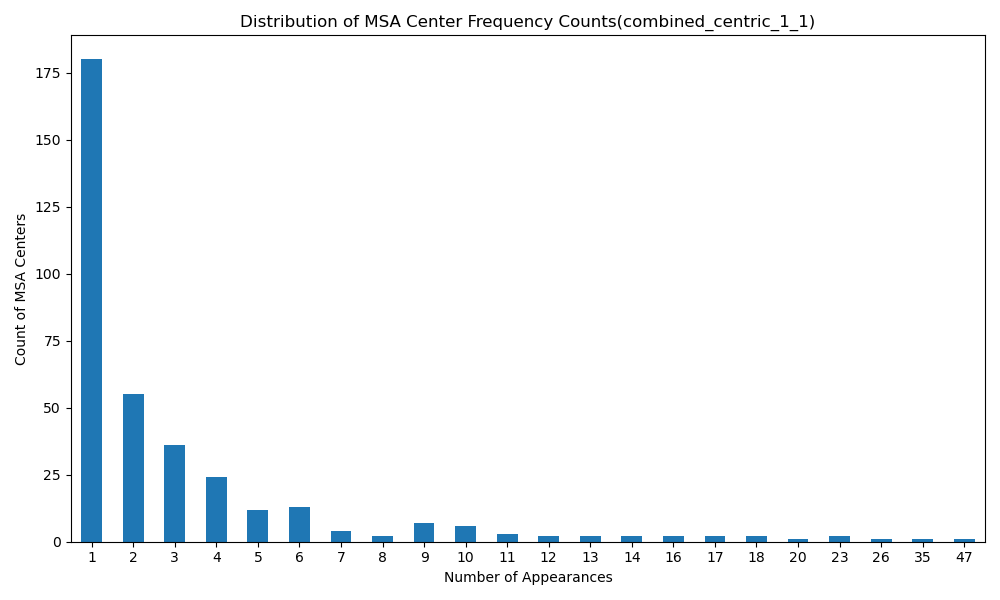 Distribution of MSA Center Frequency Counts(combined_centric_1_1)
Count of MSA Centers
175
150
125
100
75
50
25
0
1 2 3 4 5 6 7 8 9 10 11 12 13 14 16 17 18 20 23 26 35 47
Number of Appearances